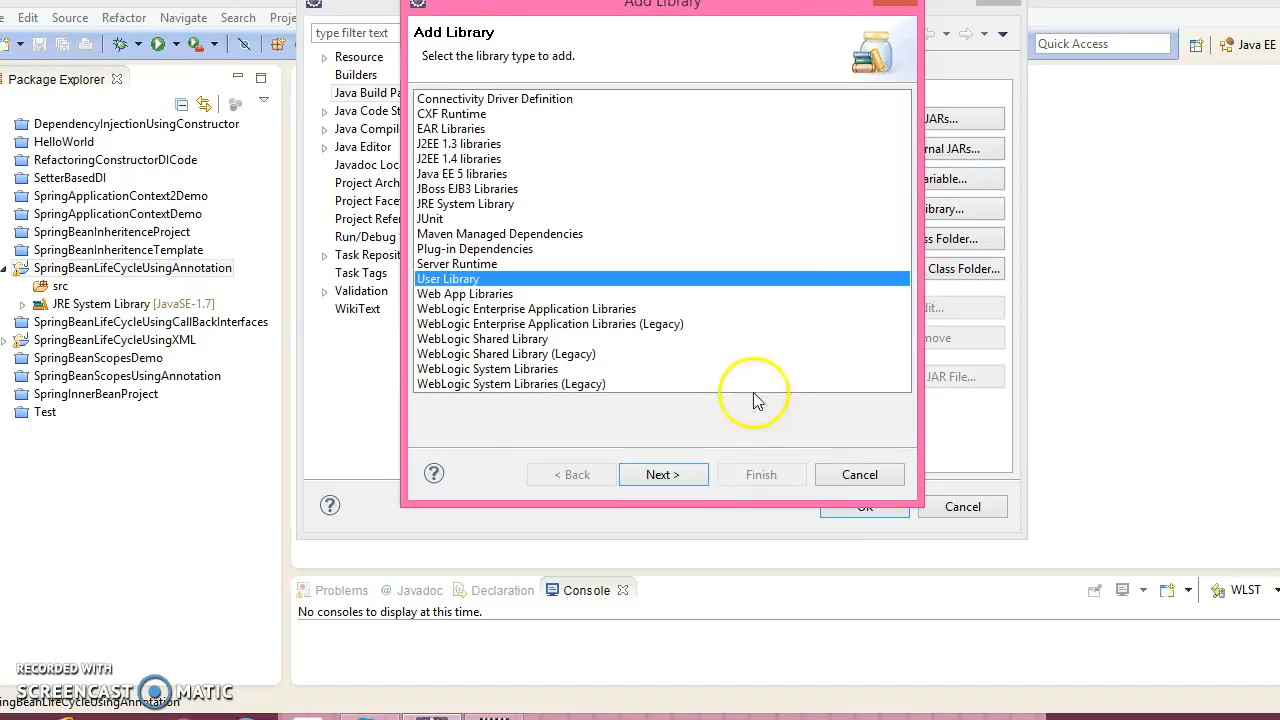 Add Library
Edit
Source
Refactor
Navigate
Search
type filter text
Quick Access
Java EE
Package Explorer
DependencyInjectionUsingConstructor
HelloWorld
RefactoringConstructorDICode
SetterBasedDI
SpringApplicationContext2Demo
SpringApplicationContextDemo
SpringBeanInheritenceProject
SpringBeanInheritenceTemplate
SpringBeanLifeCycleUsingAnnotation
src
JRE System Library [JavaSE-1.7]
SpringBeanLifeCycleUsingCallBackInterfaces
SpringBeanLifeCycleUsingXML
SpringBeanScopesDemo
SpringBeanScopesUsingAnnotation
SpringInnerBeanProject
Test
Resource
Builders
Java Build Pa
Java Code St
Java Compil
Java Editor
Javadoc Loc
Project Arch
Project Face
Project Refer
Run/Debug
Task Reposit
Task Tags
Validation
WikiText
Add Library
Select the library type to add.
Connectivity Driver Definition
CXF Runtime
EAR Libraries
J2EE 1.3 libraries
J2EE 1.4 libraries
Java EE 5 libraries
JBoss EJB3 Libraries
JRE System Library
JUnit
Maven Managed Dependencies
Plug-in Dependencies
Server Runtime
User Library
Web App Libraries
WebLogic Enterprise Application Libraries
WebLogic Enterprise Application Libraries (Legacy)
WebLogic Shared Library
WebLogic Shared Library (Legacy)
WebLogic System Libraries
WebLogic System Libraries (Legacy)
< Back
Next >
Finish
Cancel
JARs...
nal JARs...
ariable...
ibrary...
s Folder...
Class Folder...
dit...
move
JAR File...
Cancel
Problems
@ Javadoc
Declaration
Console
WLST
No consoles to display at this time.
RECORDED WITH
SCREENCAST MATIC
ngBeanLifeCycleUsingAnnotation